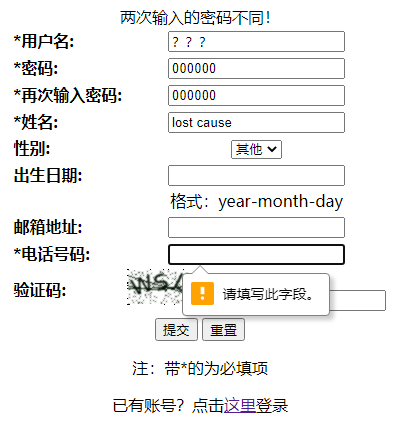 两次输入的密码不同!
*用户名: ? ? ?
*密码: 000000
*再次输入密码: 000000
*姓名: lost cause
性别: 其他
出生日期:
格式：year-month-day
邮箱地址:
*电话号码:
请填写此字段。
验证码:
提交 重置
注：带*的为必填项
已有账号？点击这里登录